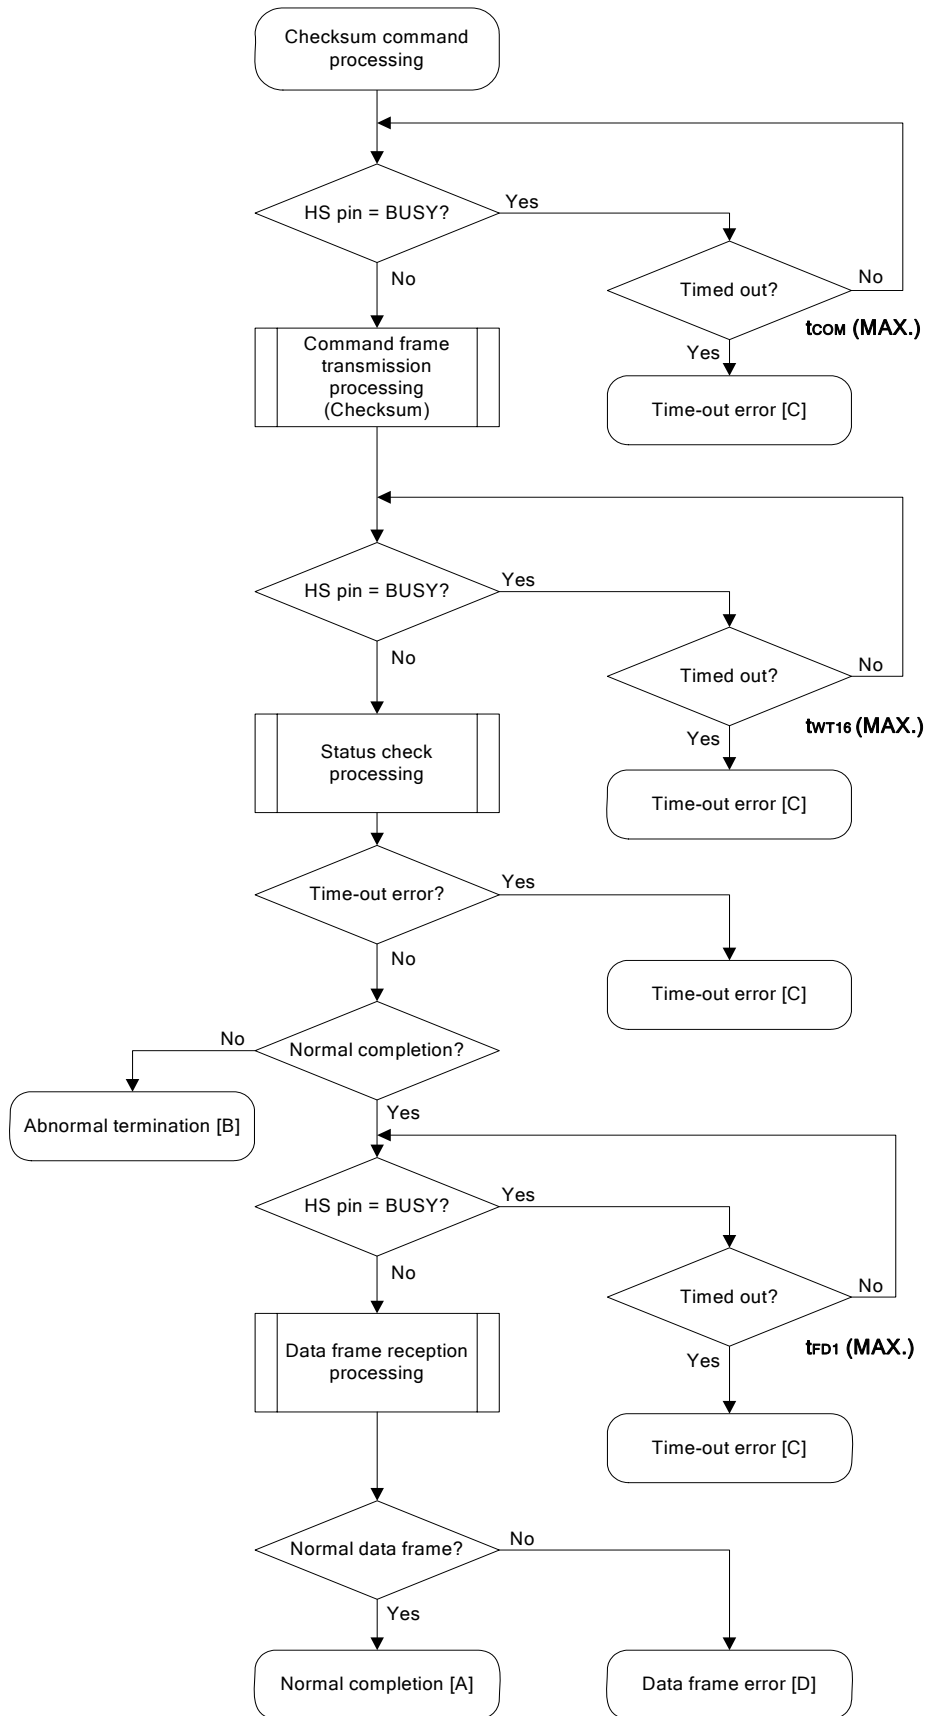 Checksum command
processing
HS pin = BUSY?
Yes
No
Timed out?
No
tCOM (MAX.)
Yes
Time-out error [C]
Command frame
transmission
processing
(Checksum)
HS pin = BUSY?
Yes
No
Timed out?
No
tWT16 (MAX.)
Yes
Time-out error [C]
Status check
processing
Time-out error?
Yes
No
Time-out error [C]
Normal completion?
No
Abnormal termination [B]
Yes
HS pin = BUSY?
Yes
No
Timed out?
No
tFD1 (MAX.)
Yes
Time-out error [C]
Data frame reception
processing
Normal data frame?
No
Yes
Normal completion [A]
Data frame error [D]